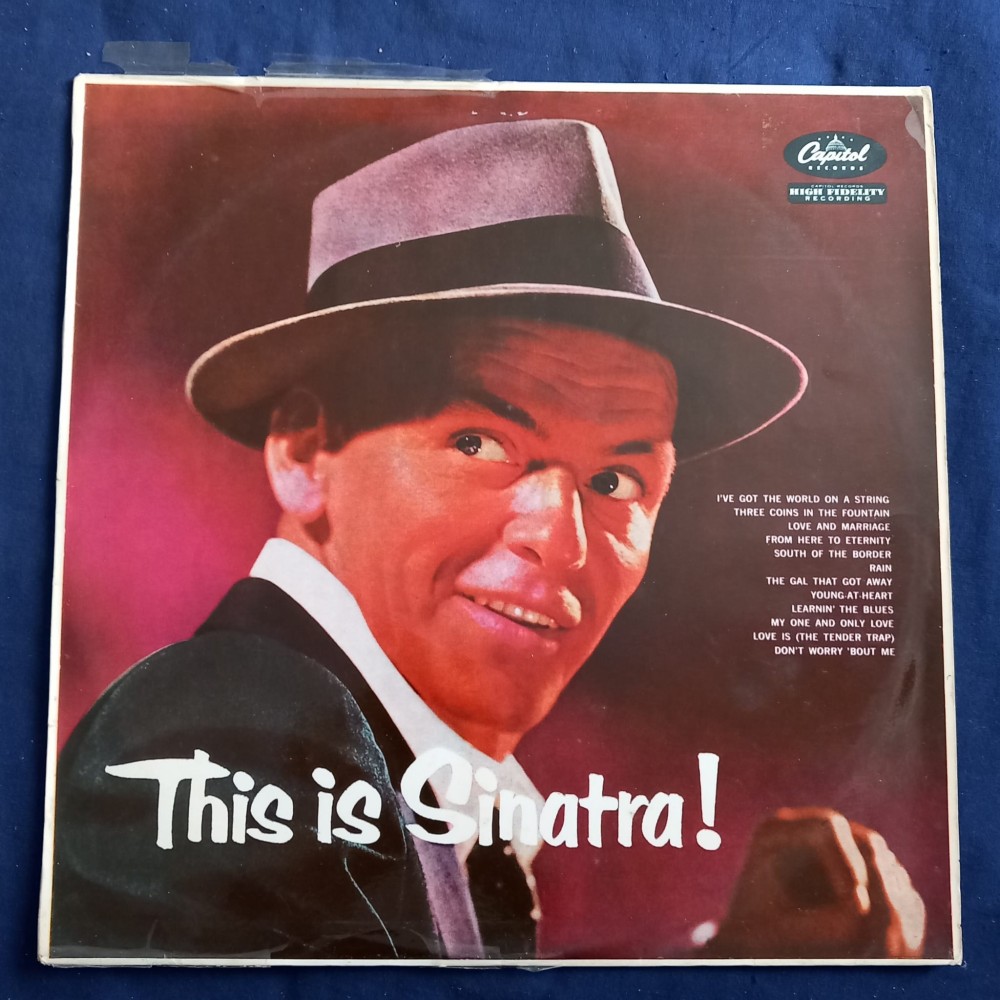 Capitol
RECORDS
CAPITOL RECORDS
HIGH FIDELITY
RECORDING
I'VE GOT THE WORLD ON A STRING
THREE COINS IN THE FOUNTAIN
LOVE AND MARRIAGE
FROM HERE TO ETERNITY
SOUTH OF THE BORDER
RAIN
THE GAL THAT GOT AWAY
YOUNG-AT-HEART
LEARNIN' THE BLUES
MY ONE AND ONLY LOVE
LOVE IS (THE TENDER TRAP)
DON'T WORRY 'BOUT ME
This is Sinatra!